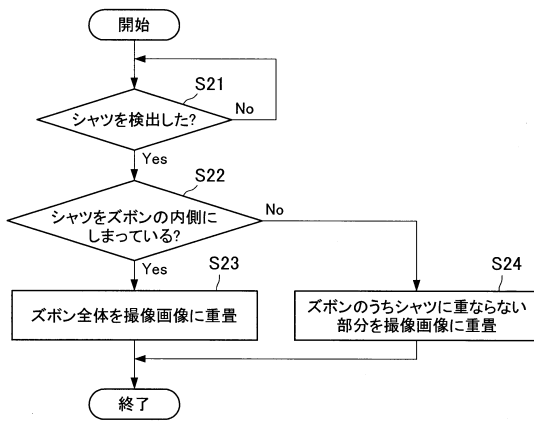 開始
S21
シャツを検出した?
No
Yes
S22
シャツをズボンの内側に
しまっている?
No
Yes
S23
ズボン全体を撮像画像に重畳
S24
ズボンのうちシャツに重ならない
部分を撮像画像に重畳
終了